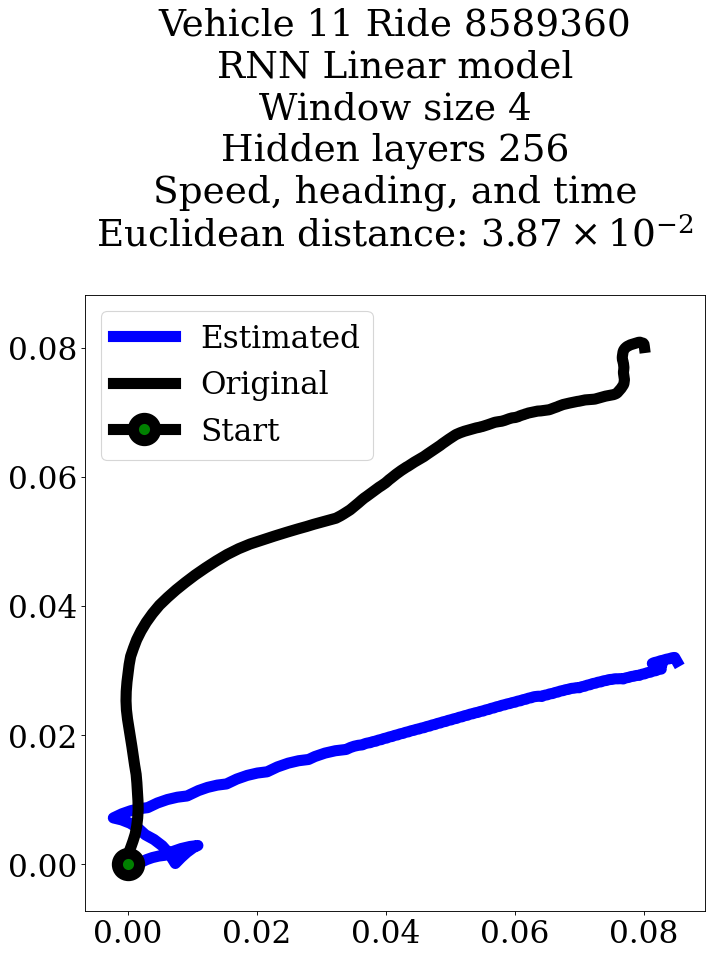 Vehicle 11 Ride 8589360
RNN Linear model
Window size 4
Hidden layers 256
Speed, heading, and time
Euclidean distance: 3.87 × 10⁻²
Estimated
Original
Start
0.08
0.06
0.04
0.02
0.00
0.00 0.02 0.04 0.06 0.08